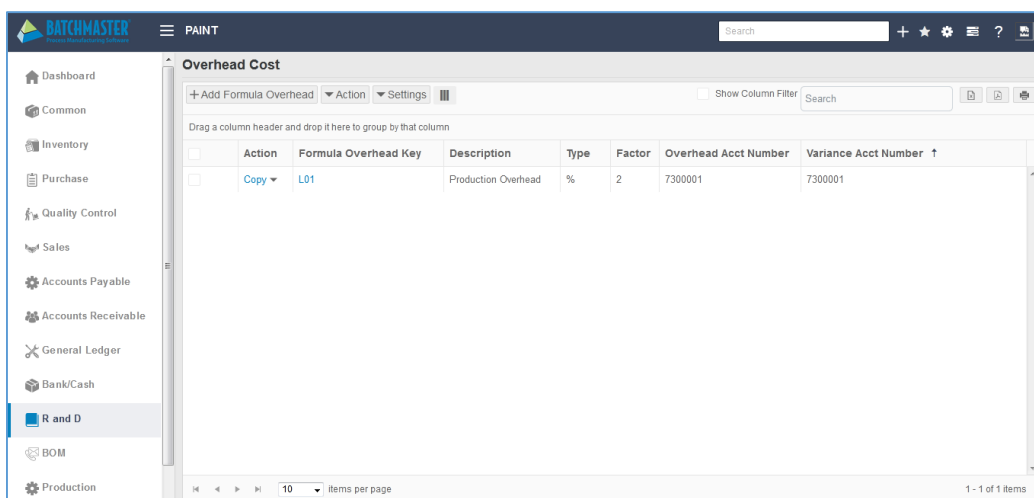 BATCHMASTER
Process Manufacturing Software
PAINT
Search
Dashboard
Common
Inventory
Purchase
Quality Control
Sales
Accounts Payable
Accounts Receivable
General Ledger
Bank/Cash
R and D
BOM
Production
Overhead Cost
Add Formula Overhead Action Settings Show Column Filter Search
Drag a column header and drop it here to group by that column
Action Formula Overhead Key Description Type Factor Overhead Acct Number Variance Acct Number
Copy L01 Production Overhead % 2 7300001 7300001
10 items per page 1 - 1 of 1 items